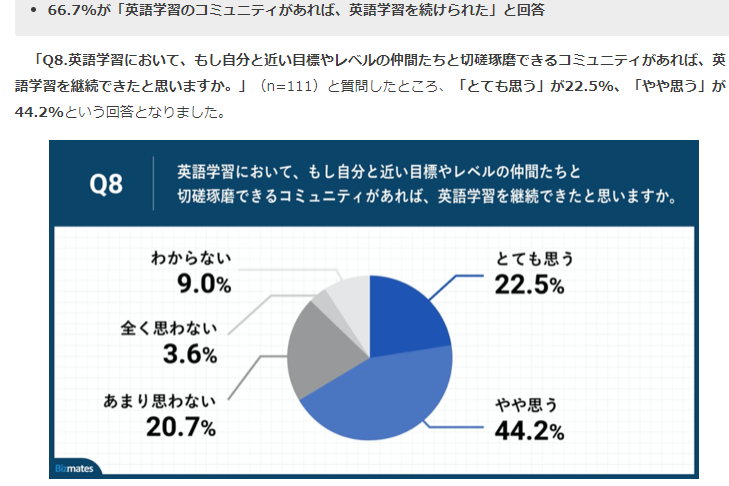 66.7%が「英語学習のコミュニティがあれば、英語学習を続けられた」と回答
「Q8.英語学習において、もし自分と近い目標やレベルの仲間たちと切磋琢磨できるコミュニティがあれば、英
語学習を継続できたと思いますか。」（n=111）と質問したところ、「とても思う」が22.5%、「やや思う」が
44.2%という回答となりました。
Q8
英語学習において、もし自分と近い目標やレベルの仲間たちと
切磋琢磨できるコミュニティがあれば、英語学習を継続できたと思いますか。
わからない
9.0%
全く思わない
3.6%
あまり思わない
20.7%
とても思う
22.5%
やや思う
44.2%
Bizmates